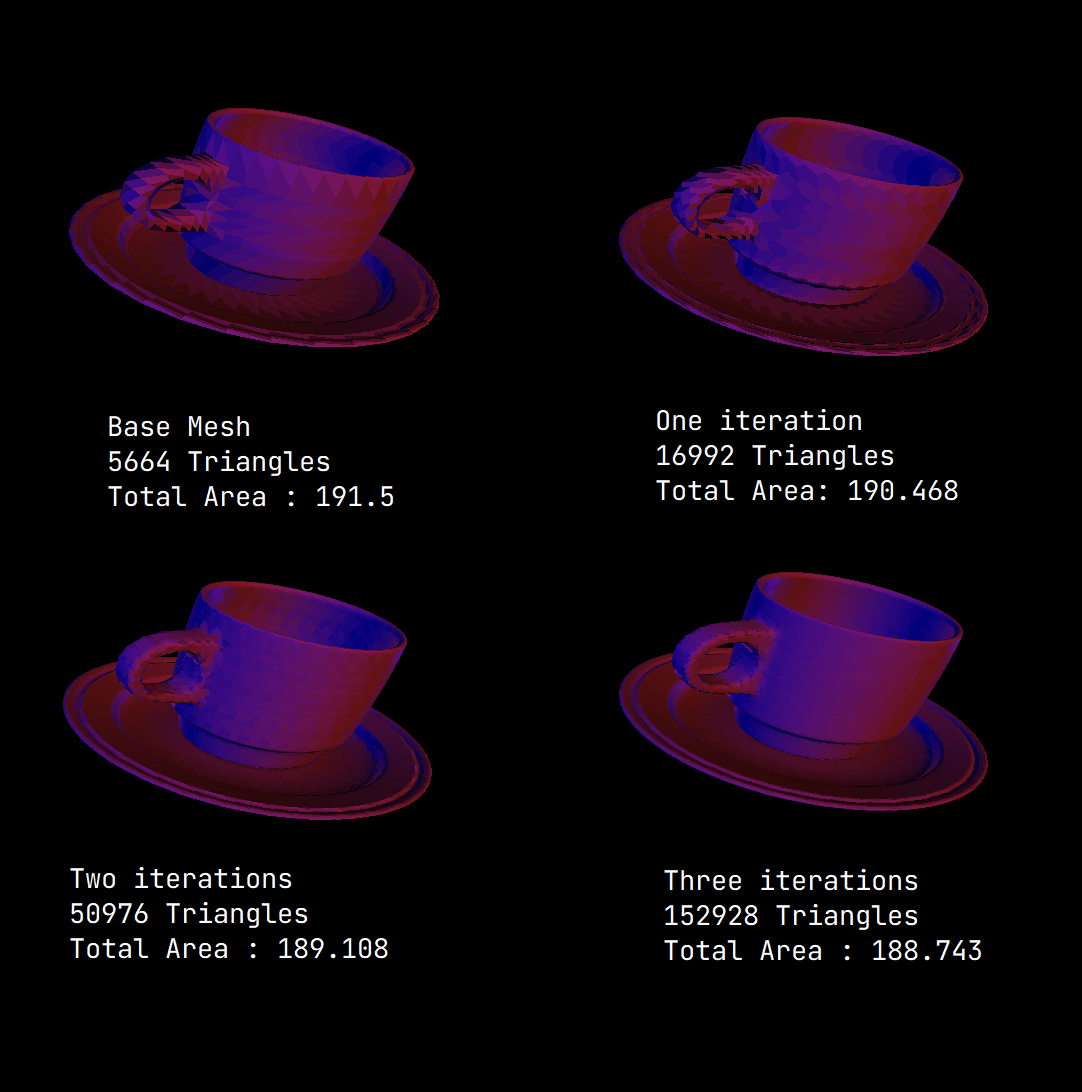 Base Mesh
5664 Triangles
Total Area : 191.5
One iteration
16992 Triangles
Total Area: 190.468
Two iterations
50976 Triangles
Total Area : 189.108
Three iterations
152928 Triangles
Total Area : 188.743